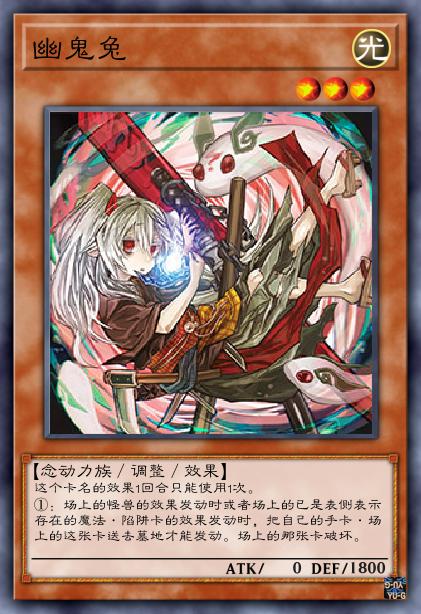 幽鬼兔
光
【念动力族／调整／效果】
这个卡名的效果1回合只能使用1次。
①：场上的怪兽的效果发动时或者场上的已是表侧表示
存在的魔法·陷阱卡的效果发动时，把自己的手卡·场
上的这张卡送去墓地才能发动。场上的那张卡破坏。
ATK/ 0 DEF/1800